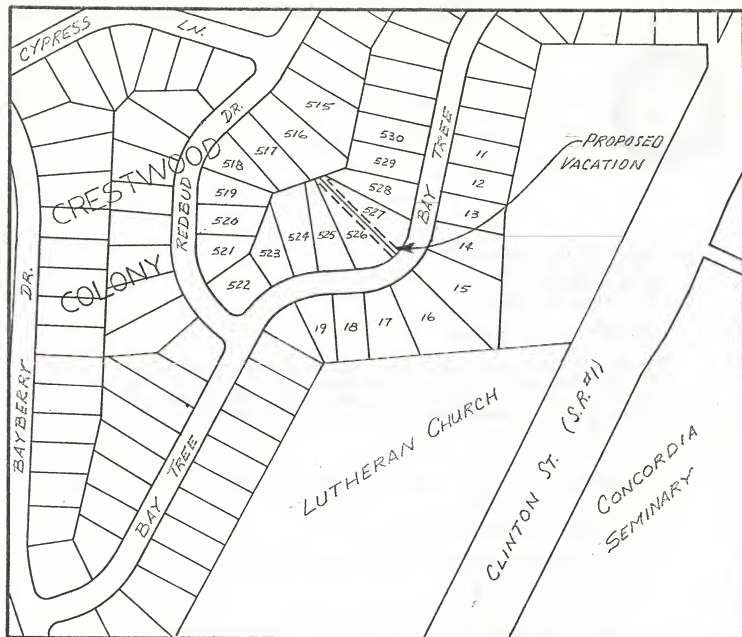 CYPRESS LN.
515
516
DR.
517
518
519
520
521
522
523
524
525
526
527
528
529
530
BAY TREE
11
12
13
14
15
16
17
18
19
PROPOSED
VACATION
CRESTWOOD
COLONY
REDBUD
BAYBERRY DR.
BAY TREE
LUTHERAN CHURCH
CLINTON ST. (S.R.#1)
CONCORDIA
SEMINARY